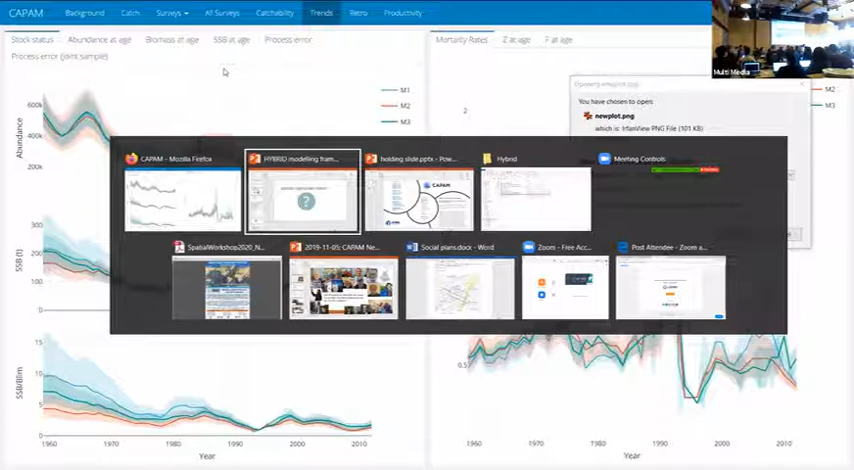 CAPAM Background Catch Surveys All Surveys Catchability Trends Retro Productivity
Stock status Abundance at age Biomass at age SSB at age Process error
Process error (joint sample)
Mortality Rates Z at age F at age
Multi Media
M1
M2
M3
M2
M3
Abundance
600k
400k
200k
2
You have chosen to open:
newplot.png
which is: IrfanView PNG File (101 KB)
CAPAM - Mozilla Firefox
HYBRID modelling fram...
holding slide.pptx - Pow...
Hybrid
Meeting Controls
CAPAM
SpatialWorkshop2020_N...
2019-11-05: CAPAM Ne...
Social plans.docx - Word
Zoom - Free Acc...
Post Attendee - Zoom a...
SSB (t)
300
200
100
0
SSB/Blim
15
10
5
0
1960 1970 1980 1990 2000 2010
Year
0.5
1960 1970 1980 1990 2000 2010
Year